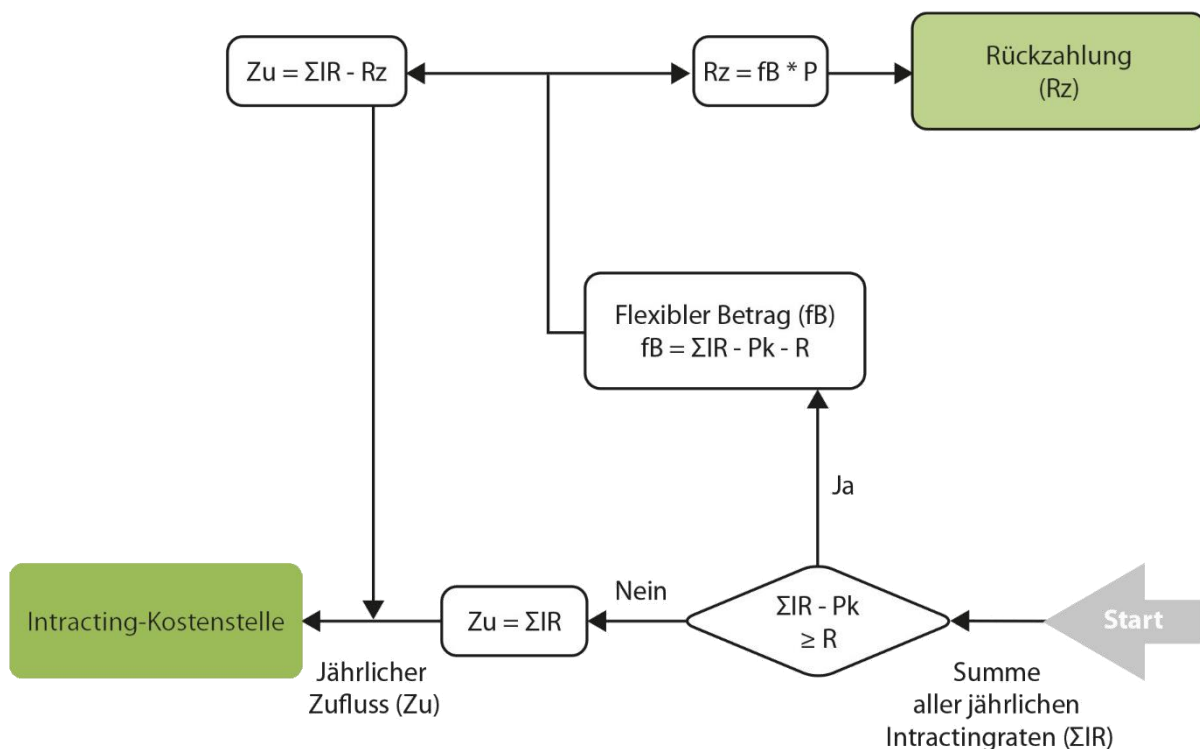 Zu = ΣIR - Rz
Rz = fB * P
Rückzahlung
(Rz)
Flexibler Betrag (fB)
fB = ΣIR - Pk - R
Ja
Intracting-Kostenstelle
Zu = ΣIR
Nein
ΣIR - Pk
≥ R
Start
Jährlicher
Zufluss (Zu)
Summe
aller jährlichen
Intractingraten (ΣIR)